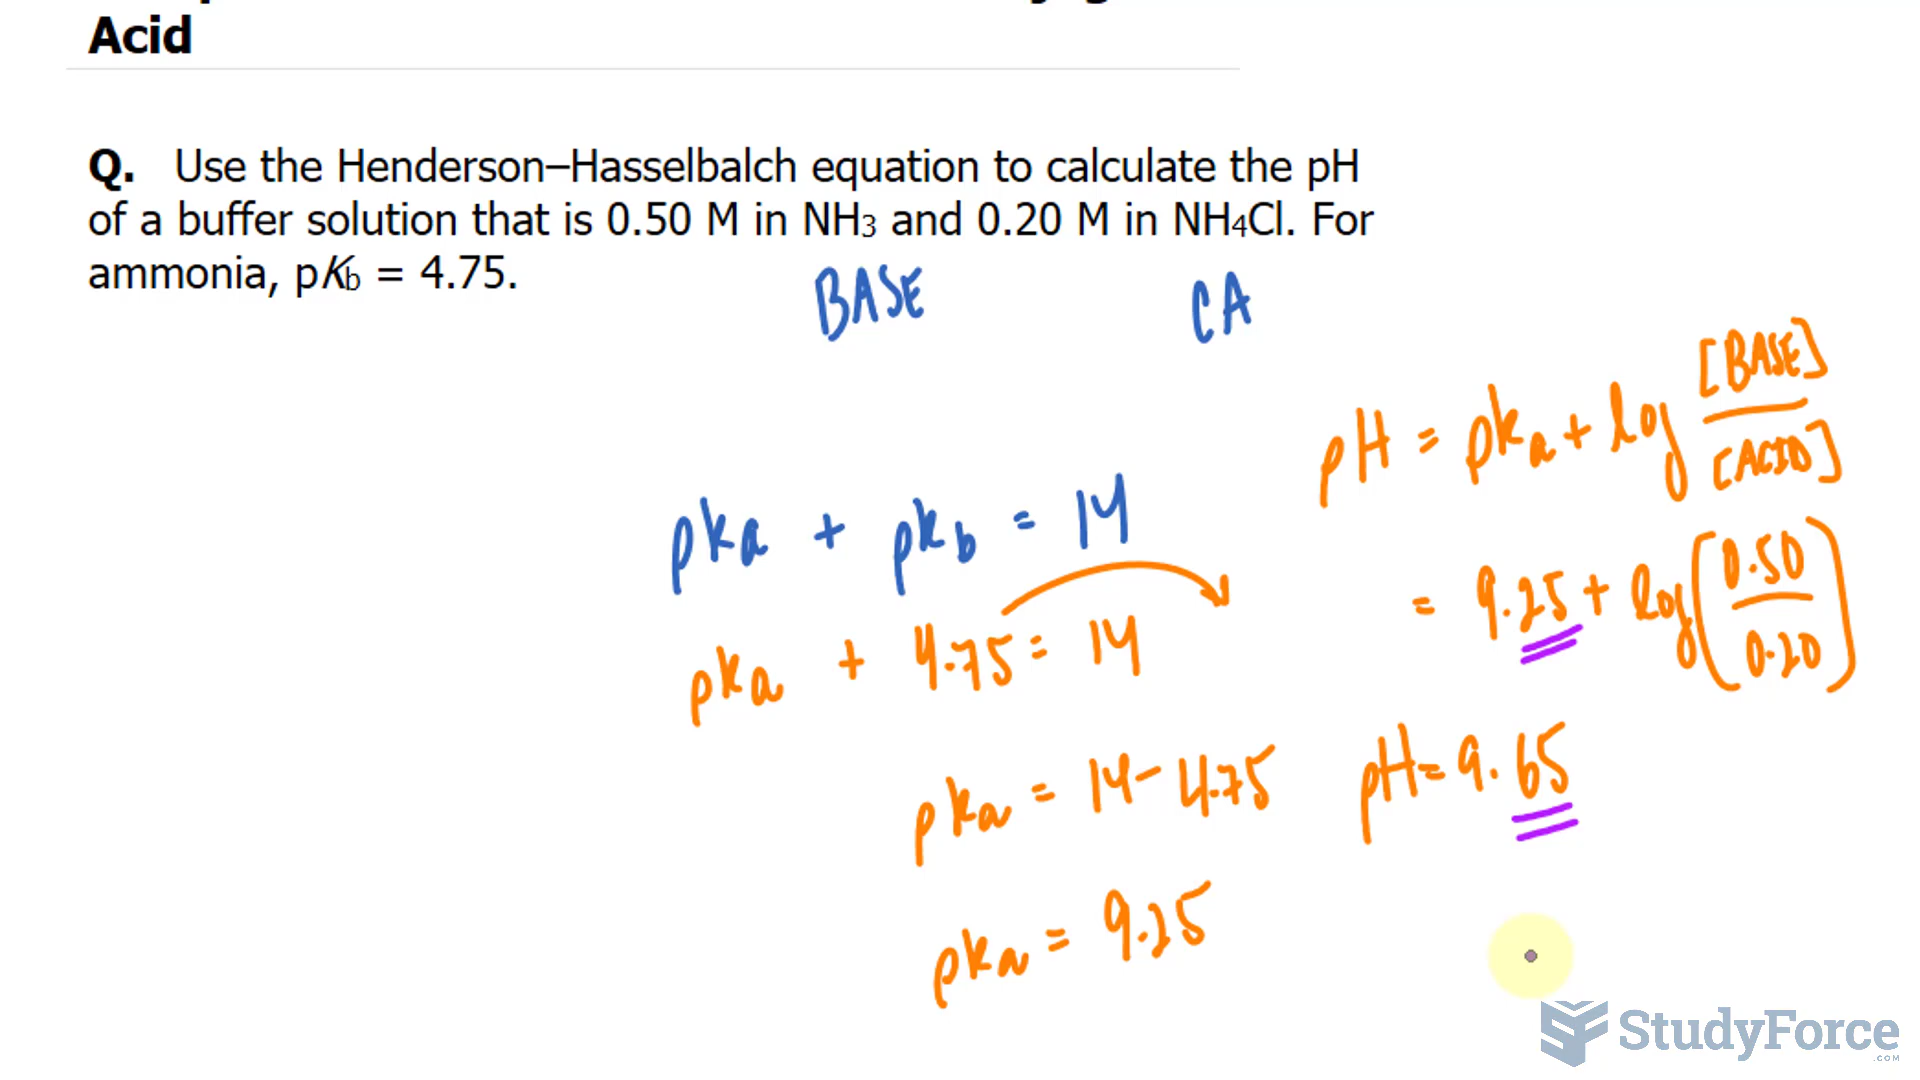 Acid
Q. Use the Henderson–Hasselbalch equation to calculate the pH
of a buffer solution that is 0.50 M in NH3 and 0.20 M in NH4Cl. For
ammonia, pKb = 4.75.
BASE CA
pka + pkb = 14
pka + 4.75 = 14
pka = 14 - 4.75
pka = 9.25
pH = pka + log [BASE] / [ACID]
= 9.25 + log (0.50 / 0.20)
pH = 9.65
StudyForce
.COM